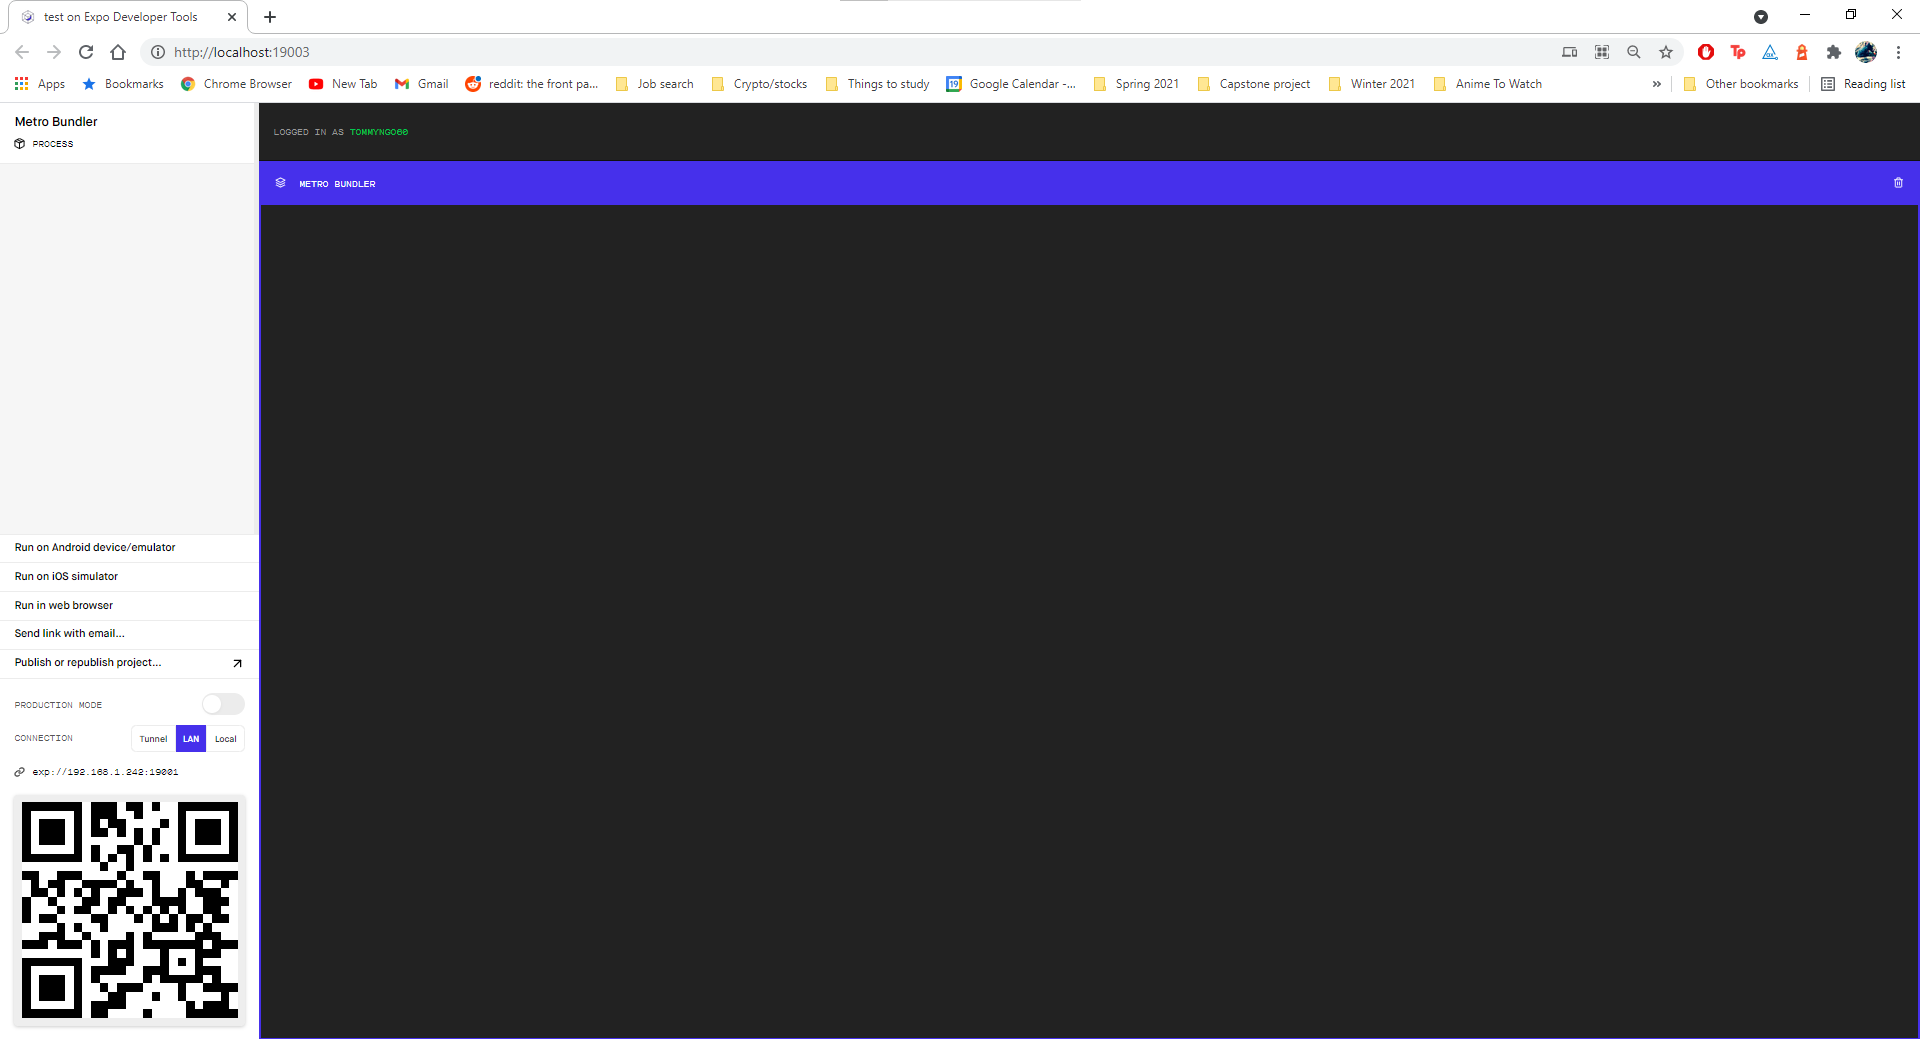 test on Expo Developer Tools
http://localhost:19003
Apps Bookmarks Chrome Browser New Tab Gmail reddit: the front pa... Job search Crypto/stocks Things to study 19 Google Calendar -... Spring 2021 Capstone project Winter 2021 Anime To Watch » Other bookmarks Reading list
Metro Bundler
PROCESS
LOGGED IN AS TOMMYNGO00
METRO BUNDLER
Run on Android device/emulator
Run on iOS simulator
Run in web browser
Send link with email...
Publish or republish project...
PRODUCTION MODE
CONNECTION Tunnel LAN Local
exp://192.168.1.242:19001